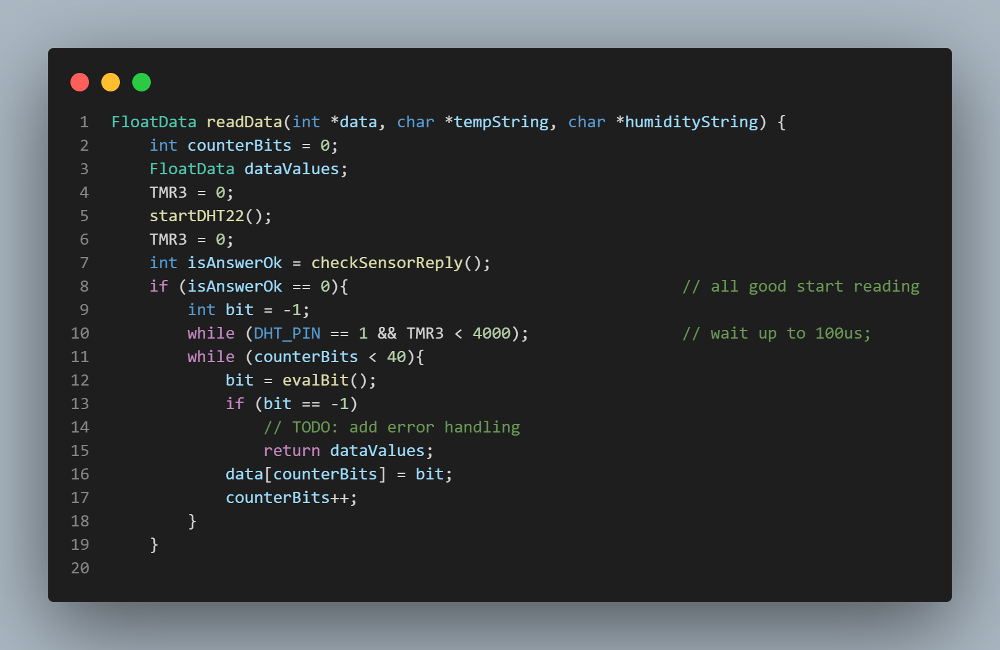 1 FloatData readData(int *data, char *tempString, char *humidityString) {
2     int counterBits = 0;
3     FloatData dataValues;
4     TMR3 = 0;
5     startDHT22();
6     TMR3 = 0;
7     int isAnswerOk = checkSensorReply();
8     if (isAnswerOk == 0){                                   // all good start reading
9         int bit = -1;
10         while (DHT_PIN == 1 && TMR3 < 4000);                // wait up to 100us;
11         while (counterBits < 40){
12             bit = evalBit();
13             if (bit == -1)
14                 // TODO: add error handling
15                 return dataValues;
16             data[counterBits] = bit;
17             counterBits++;
18         }
19     }
20